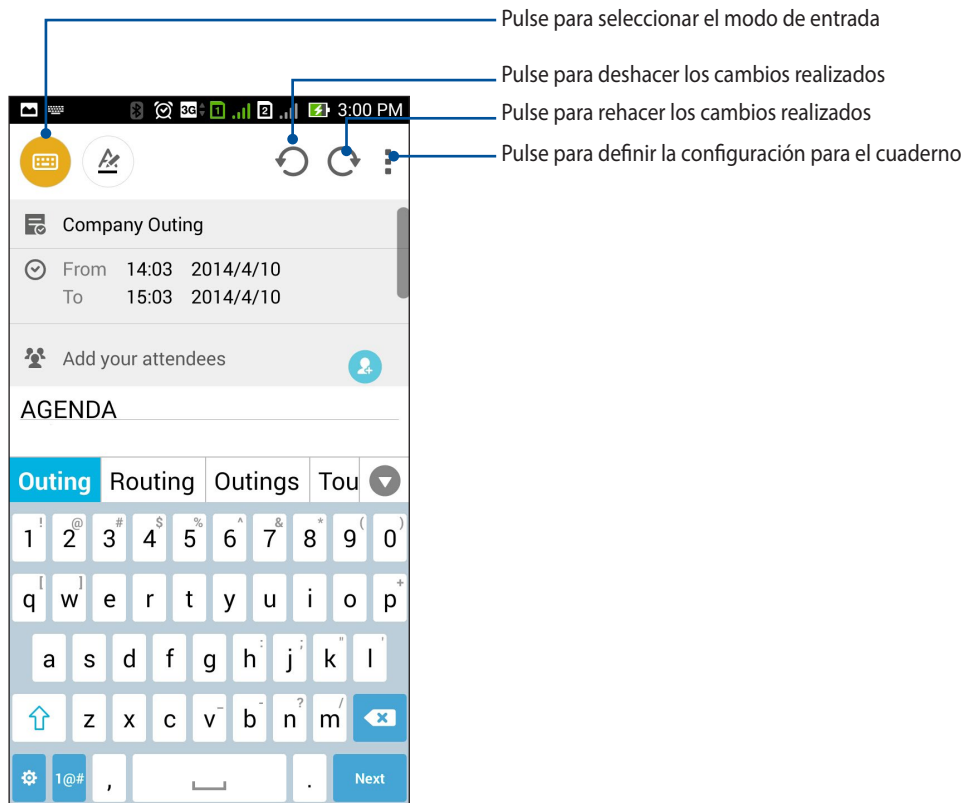 Pulse para seleccionar el modo de entrada
Pulse para deshacer los cambios realizados
Pulse para rehacer los cambios realizados
Pulse para definir la configuración para el cuaderno
3G 1 2 3:00 PM
Company Outing
From 14:03 2014/4/10
To 15:03 2014/4/10
Add your attendees
AGENDA
Outing Routing Outings Tou
! @ # $ % ^ & * ( )
1 2 3 4 5 6 7 8 9 0
[ ] +
q w e r t y u i o p
: ; " '
a s d f g h j k l
_ - ? /
z x c v b n m
1@# , . Next